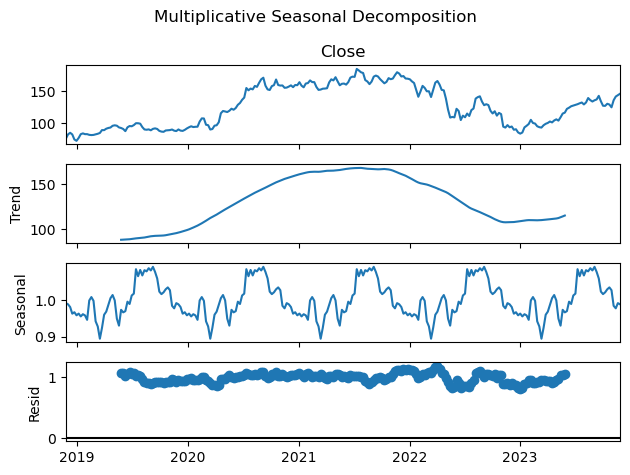 Multiplicative Seasonal Decomposition
Close
150
100
Trend
150
100
Seasonal
1.0
0.9
Resid
1
0
2019 2020 2021 2022 2023